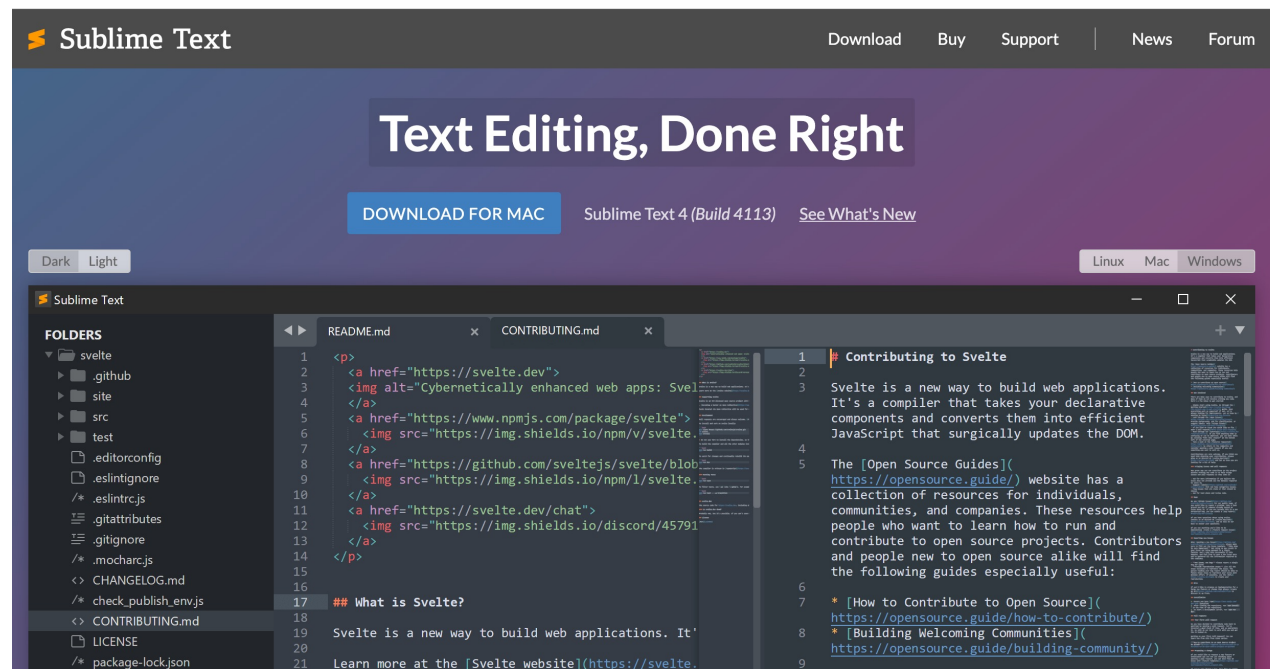 Sublime Text
Download Buy Support News Forum
Text Editing, Done Right
DOWNLOAD FOR MAC
Sublime Text 4 (Build 4113)
See What's New
Dark Light
Linux Mac Windows
Sublime Text
FOLDERS
svelte
.github
site
src
test
.editorconfig
.eslintignore
.eslintrc.js
.gitattributes
.gitignore
.mocharc.js
CHANGELOG.md
check_publish_env.js
CONTRIBUTING.md
LICENSE
package-lock.json
README.md
CONTRIBUTING.md
1 <p>
2 <a href="https://svelte.dev">
3 <img alt="Cybernetically enhanced web apps: Svel
4 </a>
5 <a href="https://www.npmjs.com/package/svelte">
6 <img src="https://img.shields.io/npm/v/svelte.
7 </a>
8 <a href="https://github.com/sveltejs/svelte/blob
9 <img src="https://img.shields.io/npm/l/svelte.
10 </a>
11 <a href="https://svelte.dev/chat">
12 <img src="https://img.shields.io/discord/45791
13 </a>
14 </p>
15
16
17 ## What is Svelte?
18
19 Svelte is a new way to build web applications. It'
20
21 Learn more at the [Svelte website](https://svelte.
1 # Contributing to Svelte
2
3 Svelte is a new way to build web applications.
It's a compiler that takes your declarative
components and converts them into efficient
JavaScript that surgically updates the DOM.
4
5 The [Open Source Guides](
https://opensource.guide/) website has a
collection of resources for individuals,
communities, and companies. These resources help
people who want to learn how to run and
contribute to open source projects. Contributors
and people new to open source alike will find
the following guides especially useful:
6
7 * [How to Contribute to Open Source](
https://opensource.guide/how-to-contribute/)
8 * [Building Welcoming Communities](
https://opensource.guide/building-community/)
9